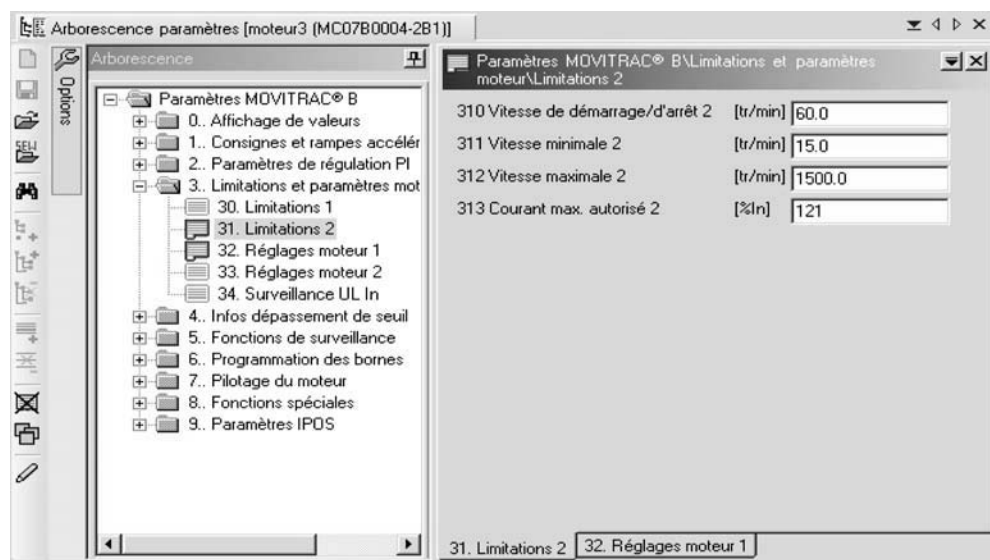 Arborescence paramètres [moteur3 (MC07B0004-2B1)]
Options
SEW
Arborescence
Paramètres MOVITRAC® B
0.. Affichage de valeurs
1.. Consignes et rampes accélér
2.. Paramètres de régulation PI
3.. Limitations et paramètres mot
30. Limitations 1
31. Limitations 2
32. Réglages moteur 1
33. Réglages moteur 2
34. Surveillance UL In
4.. Infos dépassement de seuil
5.. Fonctions de surveillance
6.. Programmation des bornes
7.. Pilotage du moteur
8.. Fonctions spéciales
9.. Paramètres IPOS
Paramètres MOVITRAC® B\Limitations et paramètres
moteur\Limitations 2
310 Vitesse de démarrage/d'arrêt 2 [tr/min] 60.0
311 Vitesse minimale 2 [tr/min] 15.0
312 Vitesse maximale 2 [tr/min] 1500.0
313 Courant max. autorisé 2 [%In] 121
31. Limitations 2 32. Réglages moteur 1